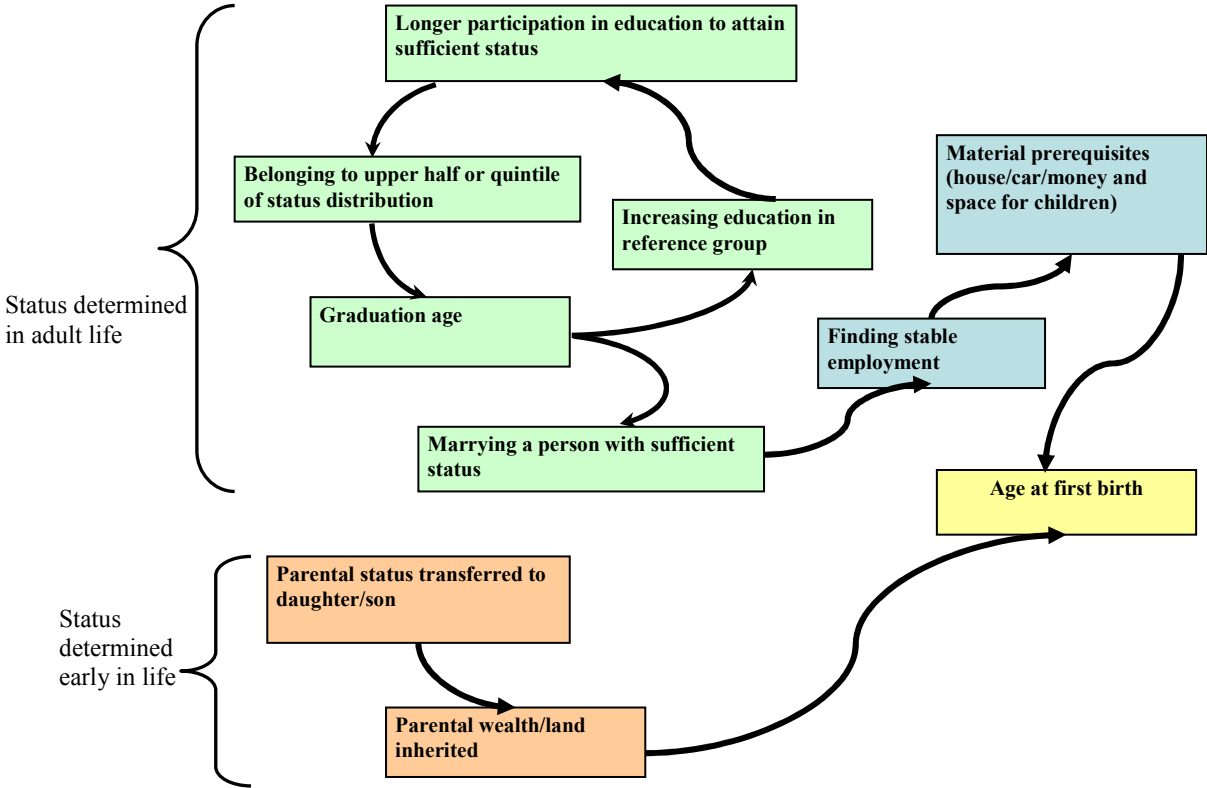 Longer participation in education to attain
sufficient status
Belonging to upper half or quintile
of status distribution
Increasing education in
reference group
Material prerequisites
(house/car/money and
space for children)
Status determined
in adult life
Graduation age
Finding stable
employment
Marrying a person with sufficient
status
Age at first birth
Parental status transferred to
daughter/son
Status
determined
early in life
Parental wealth/land
inherited